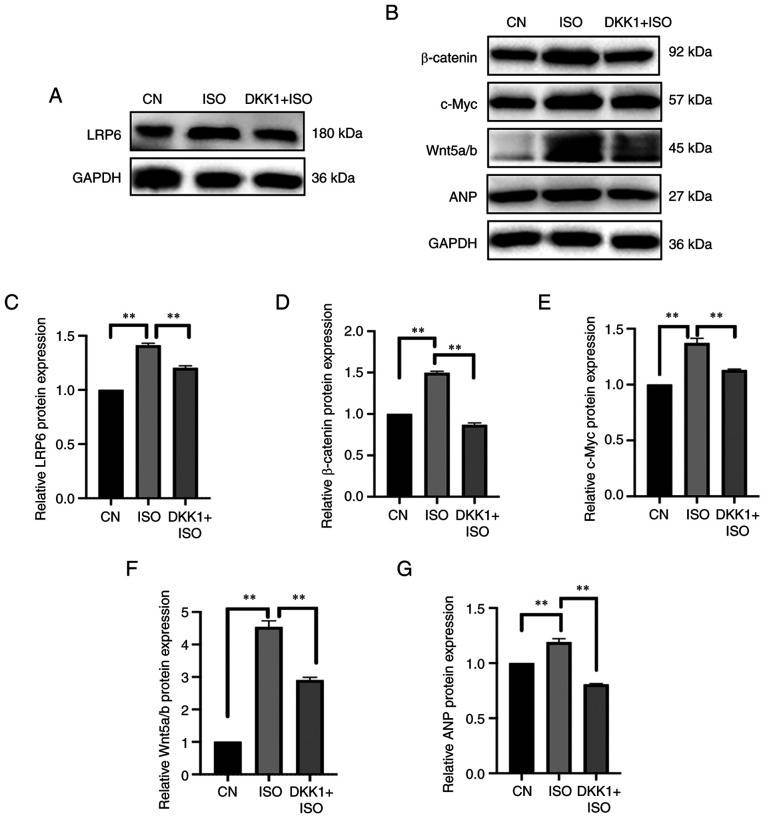 A
CN ISO DKK1+ISO
LRP6 180 kDa
GAPDH 36 kDa
B
CN ISO DKK1+ISO
β-catenin 92 kDa
c-Myc 57 kDa
Wnt5a/b 45 kDa
ANP 27 kDa
GAPDH 36 kDa
C
Relative LRP6 protein expression
1.5
1.0
0.5
0.0
** **
CN ISO DKK1+
ISO
D
Relative β-catenin protein expression
2.0
1.5
1.0
0.5
0.0
**
**
CN ISO DKK1+
ISO
E
Relative c-Myc protein expression
1.5
1.0
0.5
0.0
** **
CN ISO DKK1+
ISO
F
Relative Wnt5a/b protein expression
5
4
3
2
1
0
** **
CN ISO DKK1+
ISO
G
Relative ANP protein expression
1.5
1.0
0.5
0.0
**
**
CN ISO DKK1+
ISO